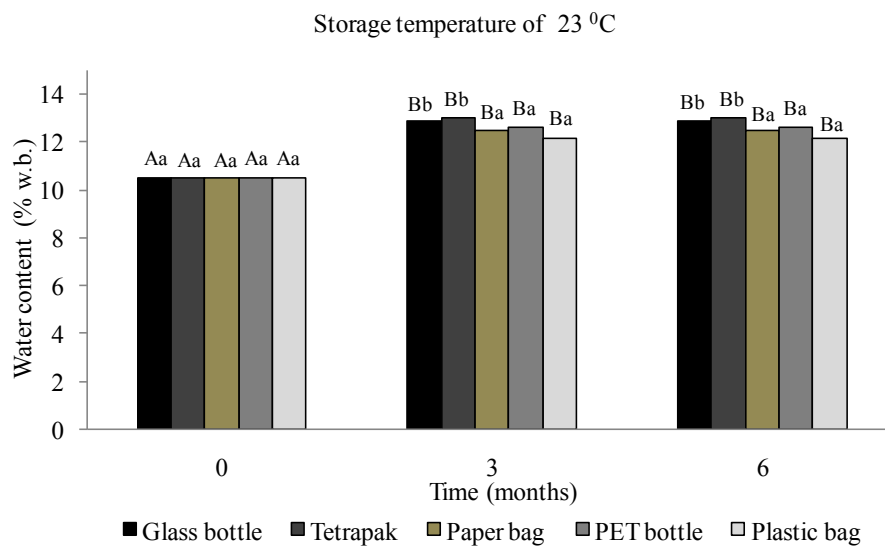 Storage temperature of 23 ⁰C
Water content (% w.b.)
14
12
10
8
6
4
2
0
Aa Aa Aa Aa Aa
Bb Bb Ba Ba Ba
Bb Bb Ba Ba Ba
0 3 6
Time (months)
Glass bottle Tetrapak Paper bag PET bottle Plastic bag